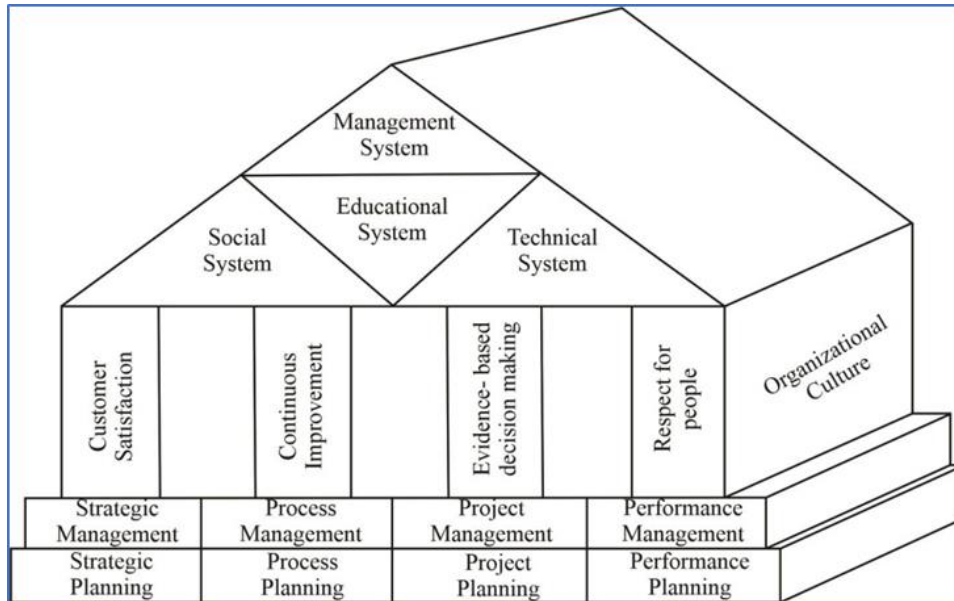 Management
System
Educational
System
Social
System
Technical
System
Customer
Satisfaction
Continuous
Improvement
Evidence- based
decision making
Respect for
people
Organizational
Culture
Strategic
Management
Process
Management
Project
Management
Performance
Management
Strategic
Planning
Process
Planning
Project
Planning
Performance
Planning